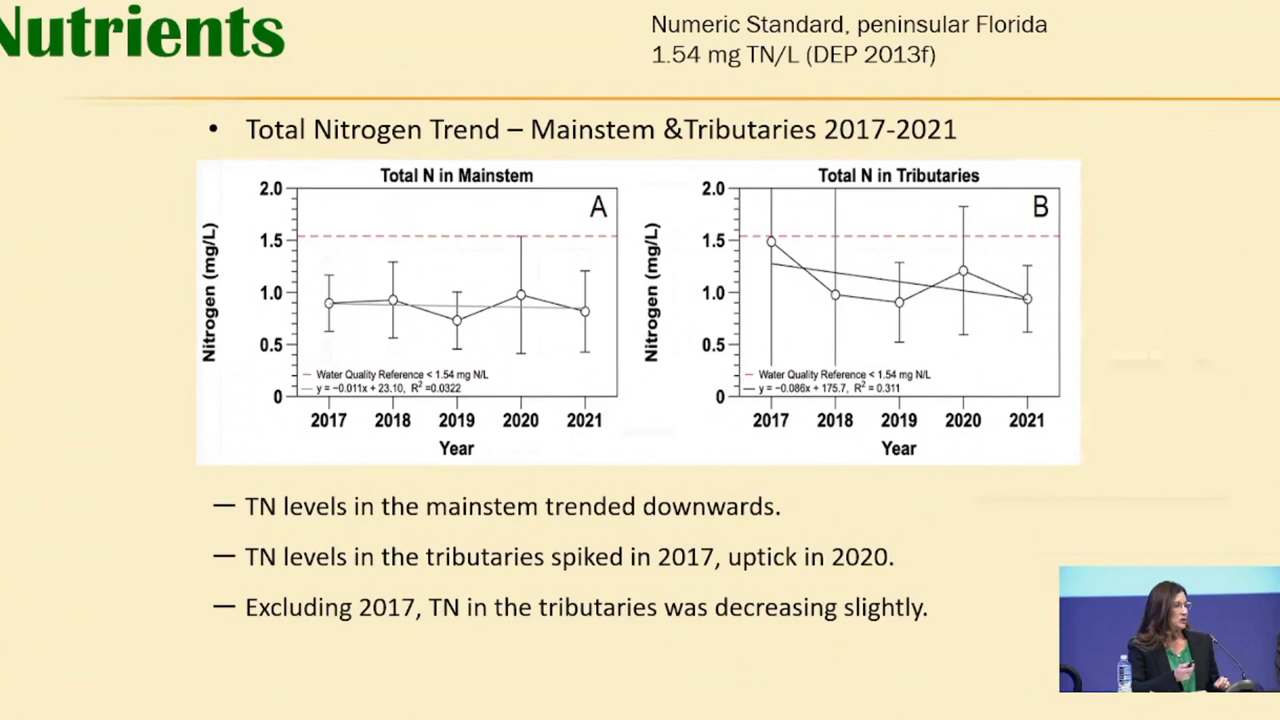 Nutrients
Numeric Standard, peninsular Florida
1.54 mg TN/L (DEP 2013f)
• Total Nitrogen Trend – Mainstem &Tributaries 2017-2021
Total N in Mainstem
A
Nitrogen (mg/L)
2.0
1.5
1.0
0.5
0
Water Quality Reference < 1.54 mg N/L
y = −0.011x + 23.10, R² =0.0322
2017 2018 2019 2020 2021
Year
Total N in Tributaries
B
Nitrogen (mg/L)
2.0
1.5
1.0
0.5
0
Water Quality Reference < 1.54 mg N/L
y = −0.086x + 175.7, R² = 0.311
2017 2018 2019 2020 2021
Year
— TN levels in the mainstem trended downwards.
— TN levels in the tributaries spiked in 2017, uptick in 2020.
— Excluding 2017, TN in the tributaries was decreasing slightly.